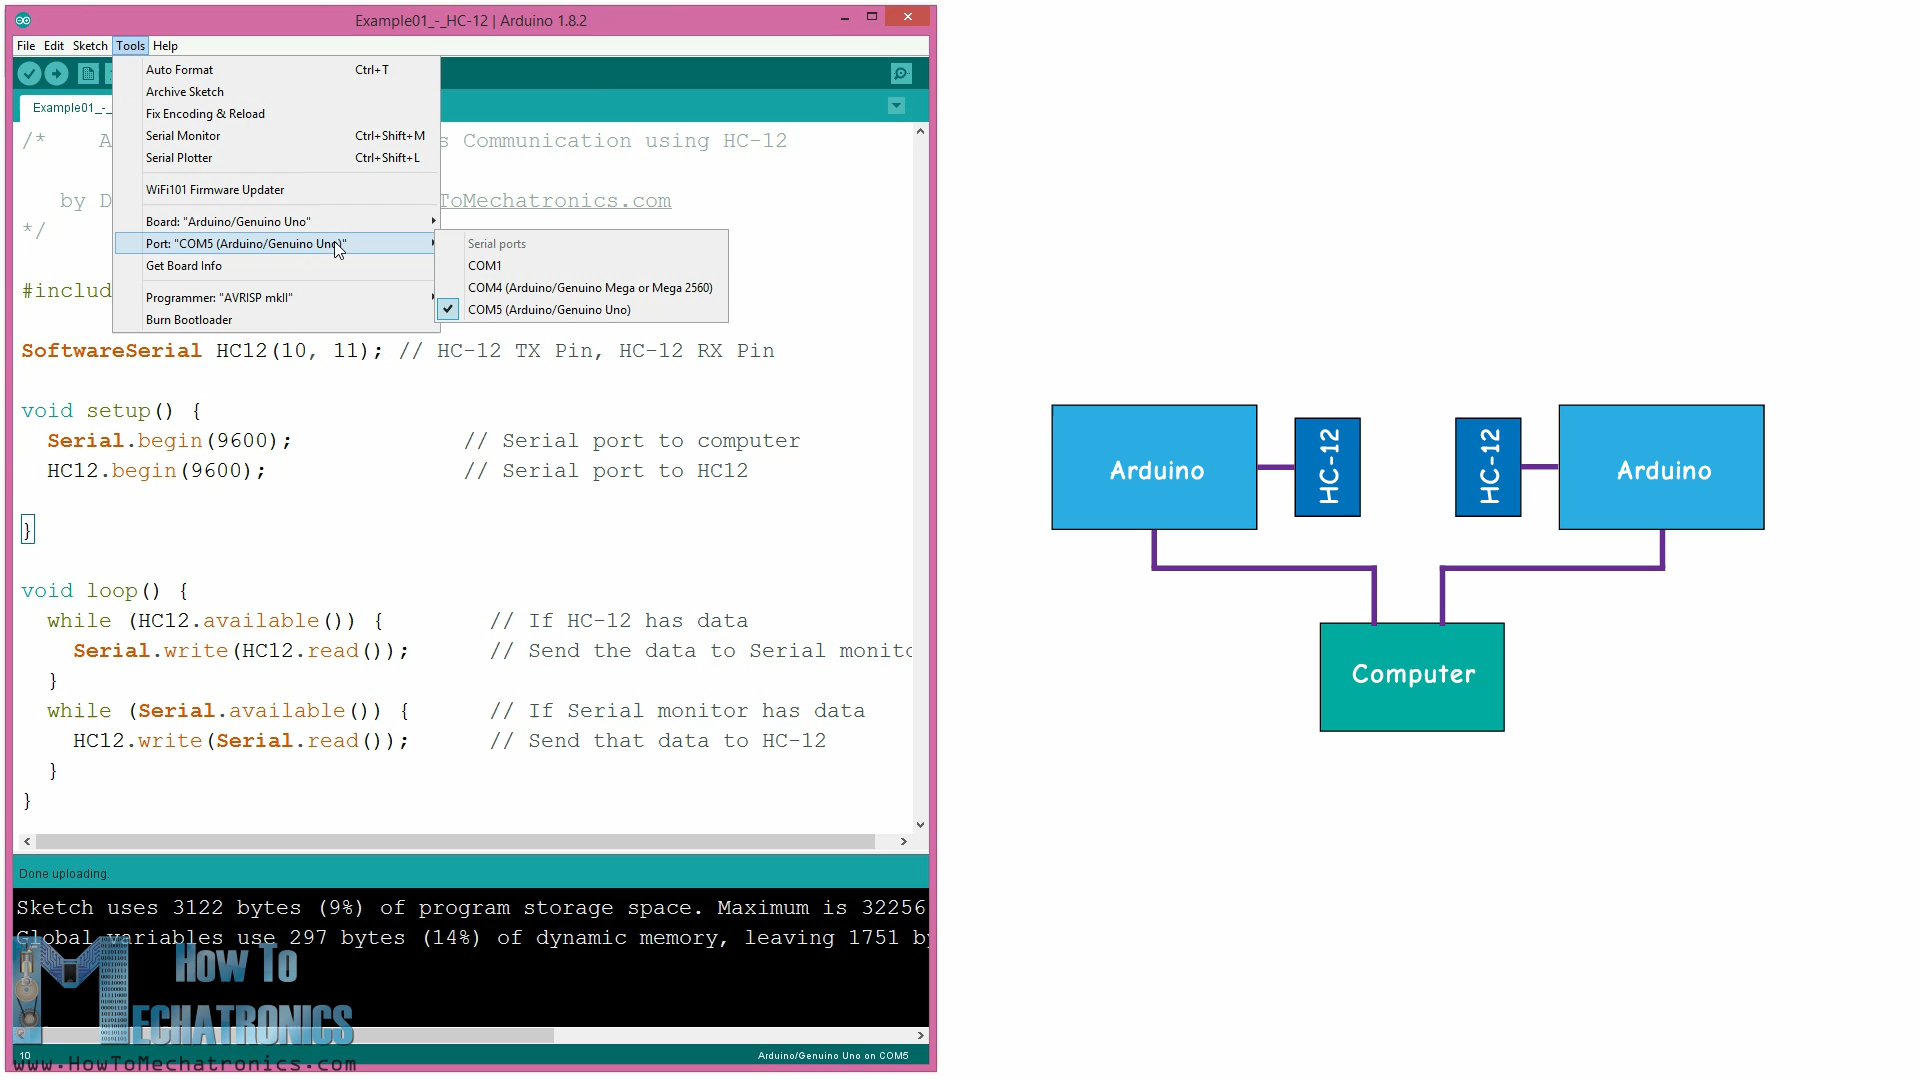 Example01_-_HC-12 | Arduino 1.8.2
File Edit Sketch Tools Help
Auto Format Ctrl+T
Archive Sketch
Fix Encoding & Reload
Serial Monitor Ctrl+Shift+M
Serial Plotter Ctrl+Shift+L
WiFi101 Firmware Updater
Board: "Arduino/Genuino Uno"
Port: "COM5 (Arduino/Genuino Uno)"
Get Board Info
Programmer: "AVRISP mkII"
Burn Bootloader
Serial ports
COM1
COM4 (Arduino/Genuino Mega or Mega 2560)
COM5 (Arduino/Genuino Uno)
Example01_-_
/* A s Communication using HC-12
by D ToMechatronics.com
*/
#includ
SoftwareSerial HC12(10, 11); // HC-12 TX Pin, HC-12 RX Pin
void setup() {
Serial.begin(9600); // Serial port to computer
HC12.begin(9600); // Serial port to HC12
}
void loop() {
while (HC12.available()) { // If HC-12 has data
Serial.write(HC12.read()); // Send the data to Serial monito
}
while (Serial.available()) { // If Serial monitor has data
HC12.write(Serial.read()); // Send that data to HC-12
}
}
Done uploading.
Sketch uses 3122 bytes (9%) of program storage space. Maximum is 32256
Global variables use 297 bytes (14%) of dynamic memory, leaving 1751 by
How To
Mechatronics
10 Arduino/Genuino Uno on COM5
www.HowToMechatronics.com
Arduino
HC-12
HC-12
Arduino
Computer